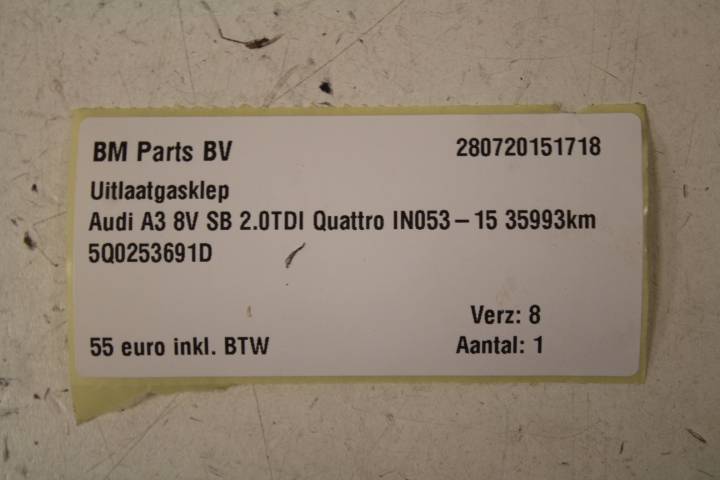 BM Parts BV 280720151718
Uitlaatgasklep
Audi A3 8V SB 2.0TDI Quattro IN053-15 35993km
5Q0253691D
Verz: 8
55 euro inkl. BTW Aantal: 1